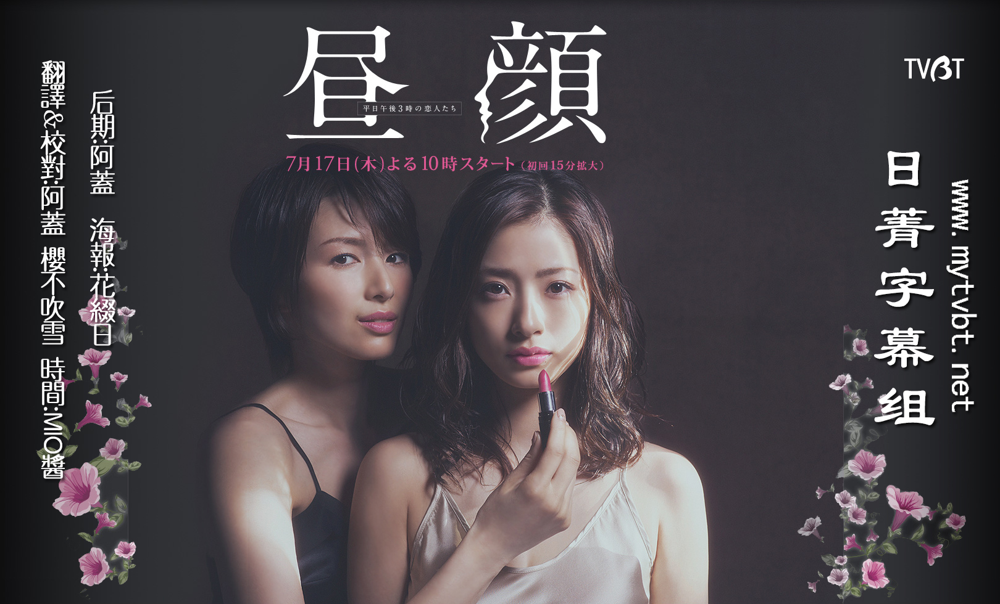 昼顔
平日午後3時の恋人たち
7月17日(木)よる10時スタート（初回15分拡大）
TVBT
日菁字幕组
www.mytvbt.net
后期:阿蓋 海報:花綴日
翻譯&校對:阿蓋 櫻不吹雪 時間:MIO醬